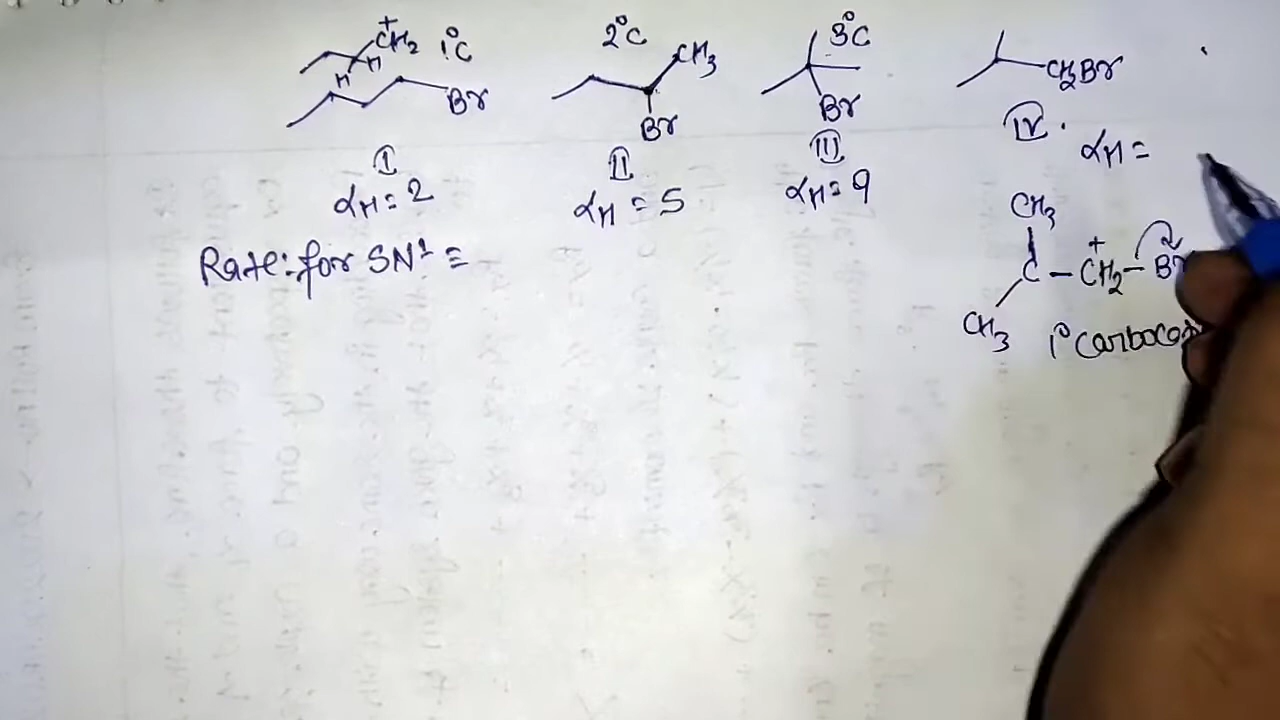 +CH2 1°C
H H
Br
I
αH = 2
2°C
CH3
Br
II
αH = 5
3°C
Br
III
αH = 9
CH2Br
IV
αH =
Rate: for SN1 =
CH3
C - +CH2 - Br
CH3
1° Carboca